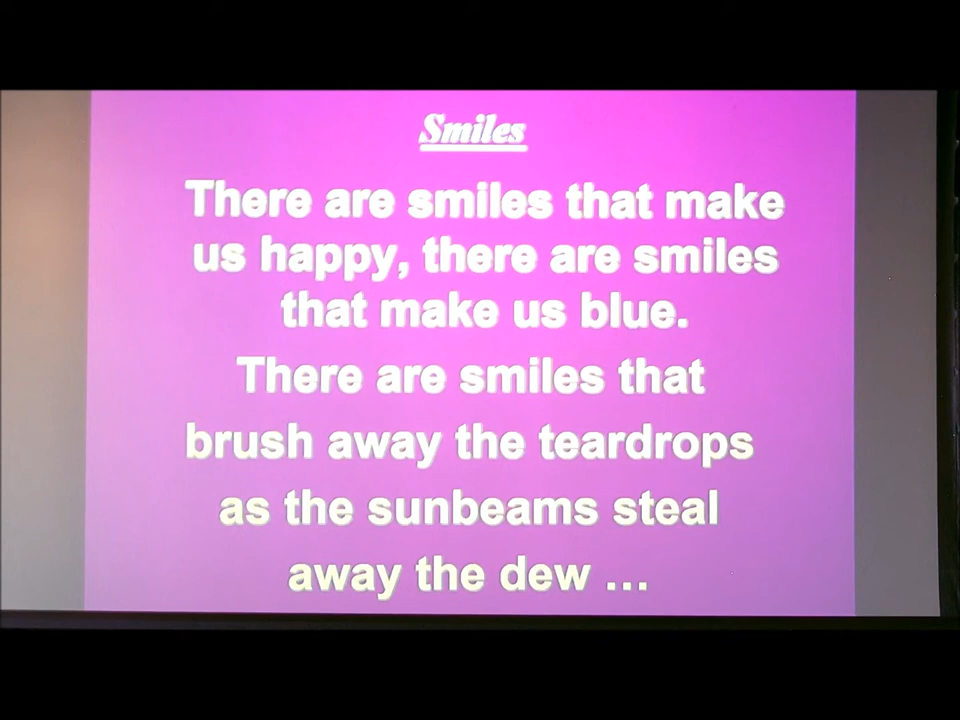 Smiles
There are smiles that make
us happy, there are smiles
that make us blue.
There are smiles that
brush away the teardrops
as the sunbeams steal
away the dew …